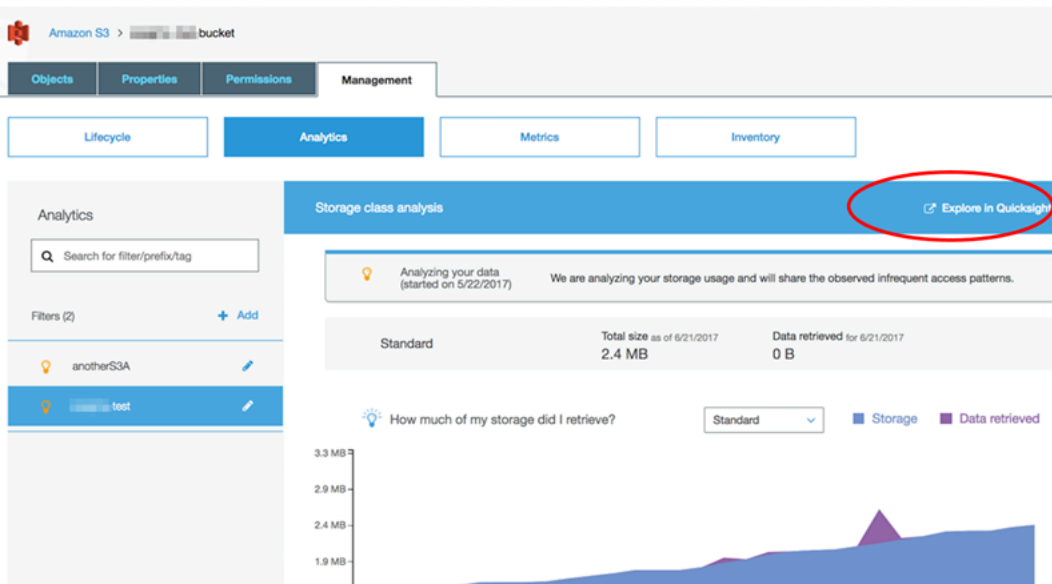 Amazon S3 > bucket
Objects Properties Permissions Management
Lifecycle Analytics Metrics Inventory
Analytics
Search for filter/prefix/tag
Filters (2) + Add
anotherS3A
test
Storage class analysis Explore in Quicksight
Analyzing your data
(started on 5/22/2017)
We are analyzing your storage usage and will share the observed infrequent access patterns.
Standard
Total size as of 6/21/2017
2.4 MB
Data retrieved for 6/21/2017
0 B
How much of my storage did I retrieve? Standard Storage Data retrieved
3.3 MB
2.9 MB
2.4 MB
1.9 MB